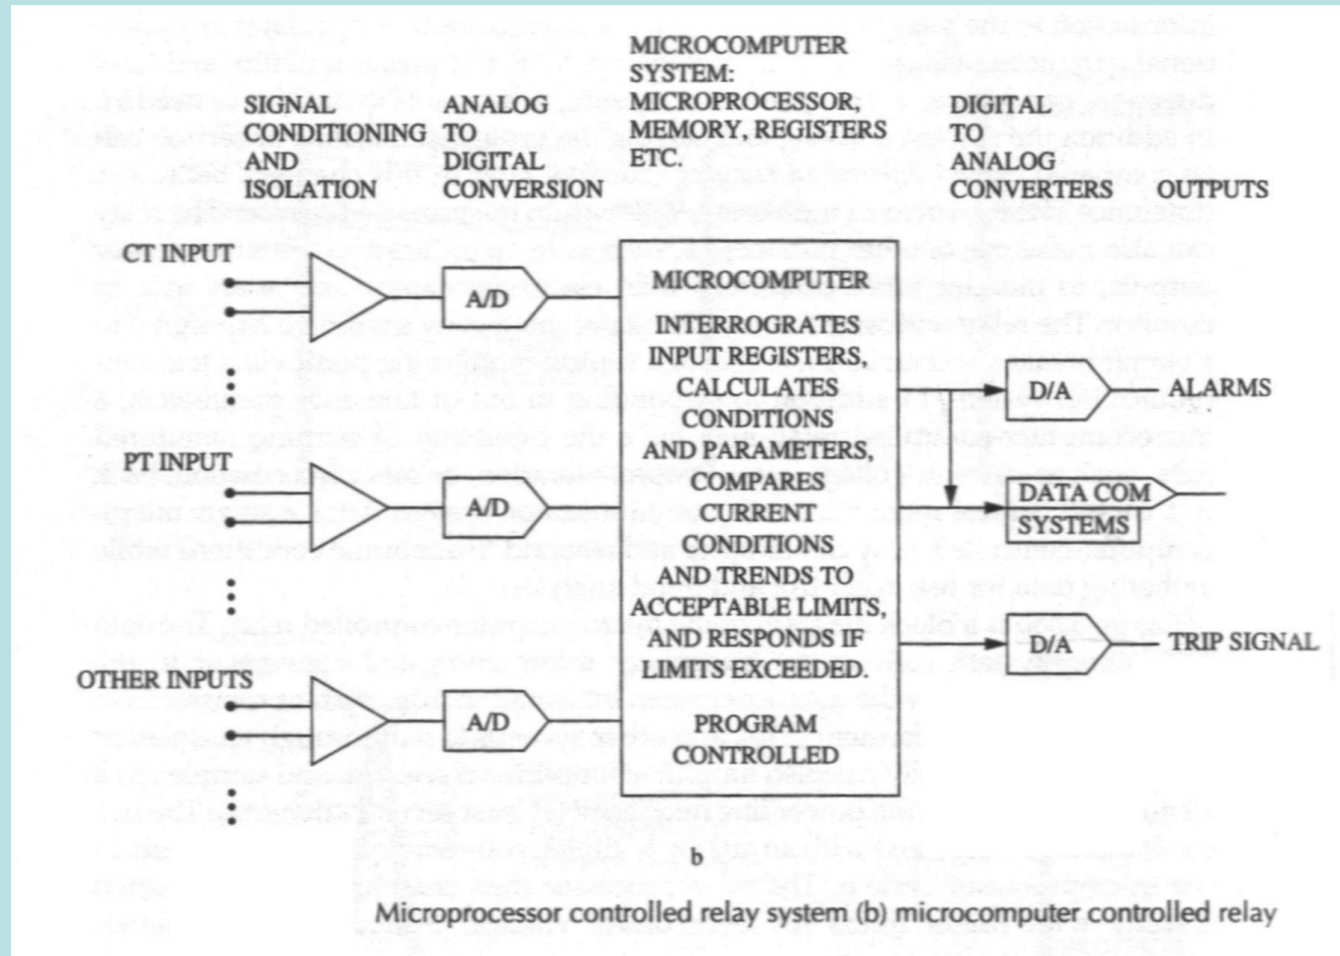 MICROCOMPUTER
SYSTEM:
MICROPROCESSOR,
MEMORY, REGISTERS
ETC.
SIGNAL
CONDITIONING
AND
ISOLATION
ANALOG
TO
DIGITAL
CONVERSION
DIGITAL
TO
ANALOG
CONVERTERS
OUTPUTS
CT INPUT
A/D
PT INPUT
A/D
OTHER INPUTS
A/D
MICROCOMPUTER
INTERROGATES
INPUT REGISTERS,
CALCULATES
CONDITIONS
AND PARAMETERS,
COMPARES
CURRENT
CONDITIONS
AND TRENDS TO
ACCEPTABLE LIMITS,
AND RESPONDS IF
LIMITS EXCEEDED.
PROGRAM
CONTROLLED
D/A
ALARMS
DATA COM
SYSTEMS
D/A
TRIP SIGNAL
b
Microprocessor controlled relay system (b) microcomputer controlled relay